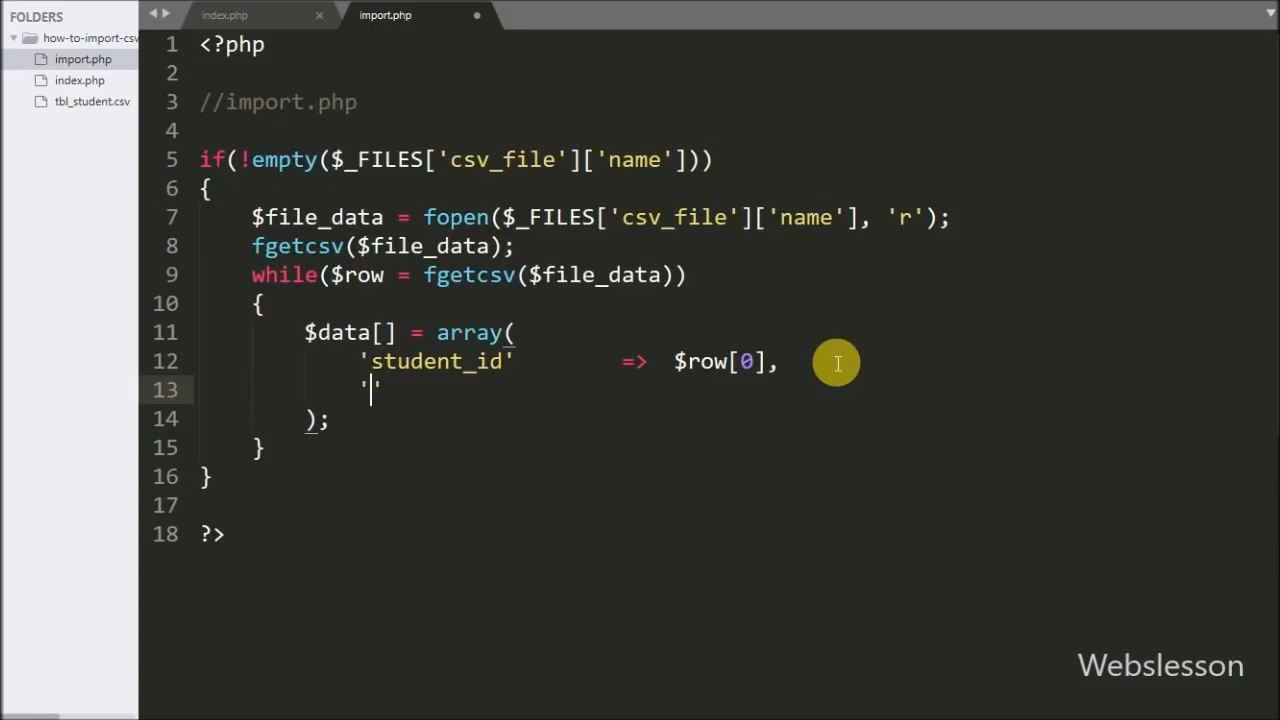 FOLDERS
how-to-import-csv
import.php
index.php
tbl_student.csv
index.php ×
import.php
1 <?php
2
3 //import.php
4
5 if(!empty($_FILES['csv_file']['name']))
6 {
7 $file_data = fopen($_FILES['csv_file']['name'], 'r');
8 fgetcsv($file_data);
9 while($row = fgetcsv($file_data))
10 {
11 $data[] = array(
12 'student_id' => $row[0],
13 ''
14 );
15 }
16 }
17
18 ?>
Webslesson